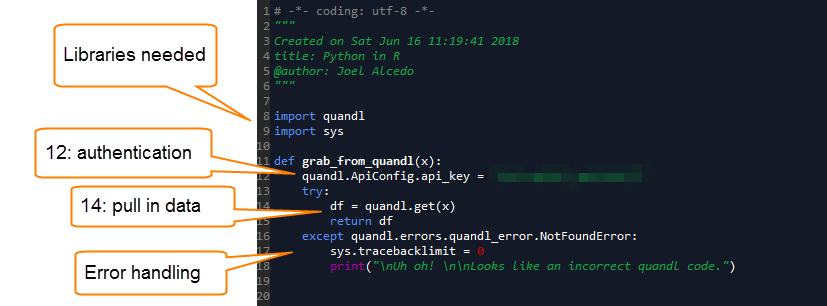 Libraries needed
12: authentication
14: pull in data
Error handling
1 # -*- coding: utf-8 -*-
2 """
3 Created on Sat Jun 16 11:19:41 2018
4 title: Python in R
5 @author: Joel Alcedo
6 """
7
8 import quandl
9 import sys
10
11 def grab_from_quandl(x):
12     quandl.ApiConfig.api_key =
13     try:
14         df = quandl.get(x)
15         return df
16     except quandl.errors.quandl_error.NotFoundError:
17         sys.tracebacklimit = 0
18         print("\nUh oh! \n\nLooks like an incorrect quandl code.")
19
20